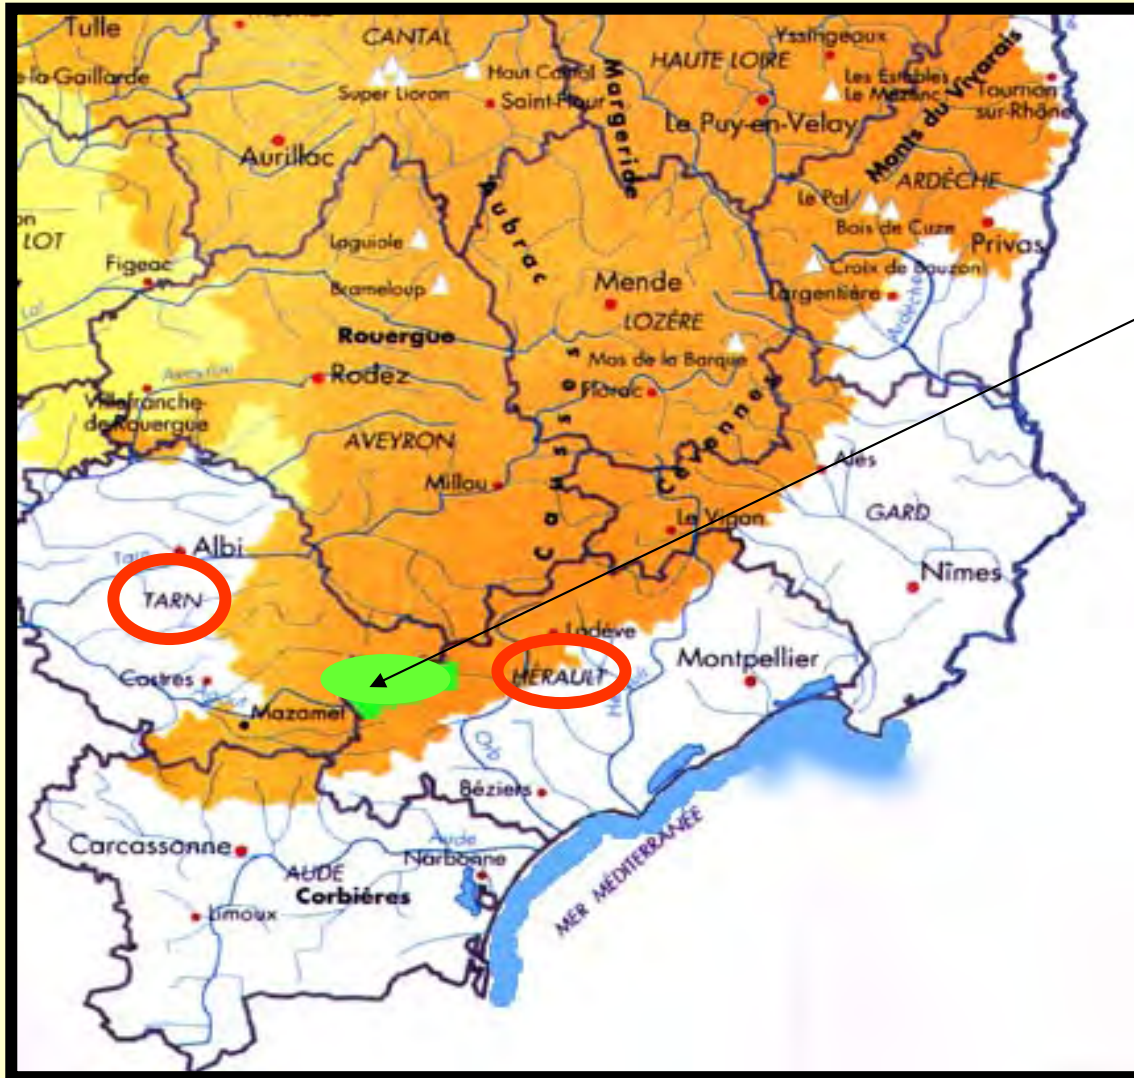 Tulle
CANTAL
Yssingeaux
HAUTE LOIRE
-la-Gaillarde
Haut Cantal
Super Lioran
Saint-Flour
Margeride
Les Estables
Le Mézenc
Tournon
sur-Rhône
Le Puy-en-Velay
Monts du Vivarais
Aurillac
ARDÈCHE
Aubrac
Le Pal
Bois de Cuze
LOT
Laguiole
Privas
Figeac
Croix de Bauzon
Mende
Brameloup
Largentière
Lot
LOZÈRE
Ardèche
Rouergue
Mas de la Barque
Aveyron
Rodez
Florac
Villefranche-
de-Rouergue
Causses
Cévennes
AVEYRON
Alès
Millau
GARD
Le Vigan
Tarn
Albi
Nîmes
TARN
Lodève
HÉRAULT
Montpellier
Castres
Agout
Hérault
Mazamet
Orb
Béziers
Carcassonne
Aude
Narbonne
AUDE
MER MÉDITERRANÉE
Corbières
Limoux